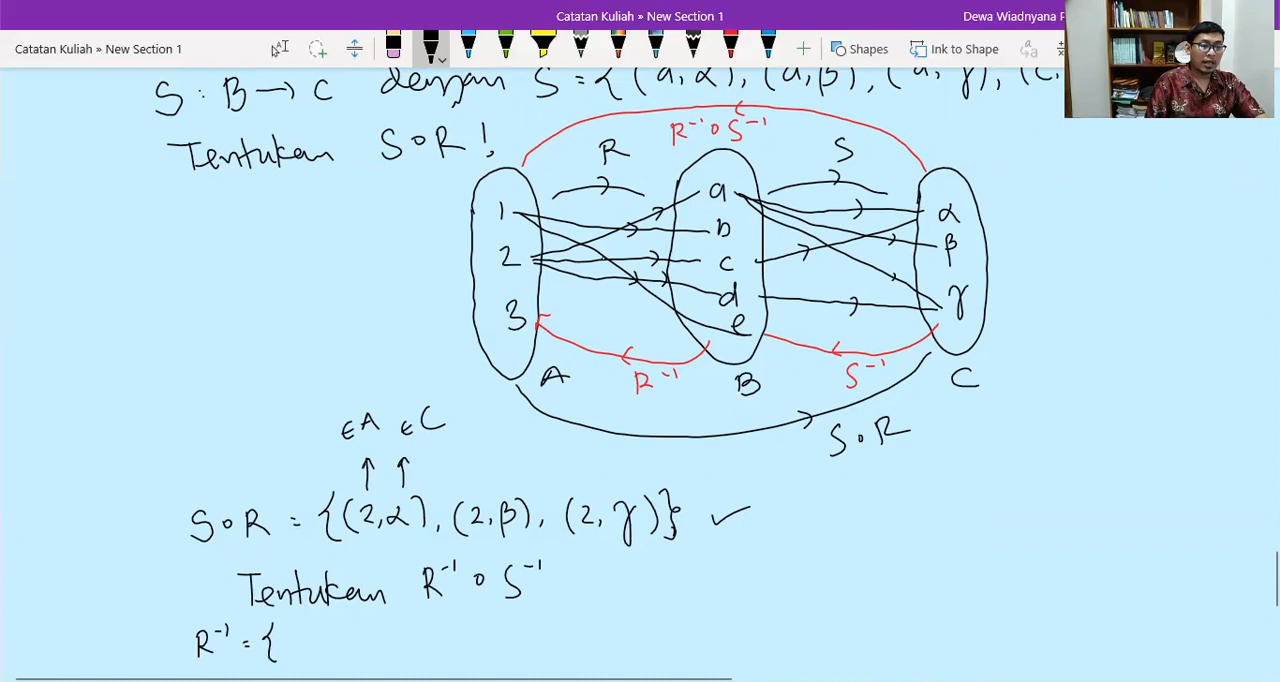 Catatan Kuliah » New Section 1
Dewa Wiadnyana P
Catatan Kuliah » New Section 1
Shapes
Ink to Shape
S : B → C dengan S = {(a, α), (a, β), (a, γ), (c,
Tentukan S∘R !
R⁻¹ ∘ S⁻¹
R
S
1
2
3
a
b
c
d
e
α
β
γ
A
R⁻¹
B
S⁻¹
C
S∘R
∈A ∈C
S∘R = {(2,α), (2,β), (2,γ)} ✓
Tentukan R⁻¹ ∘ S⁻¹
R⁻¹ = {